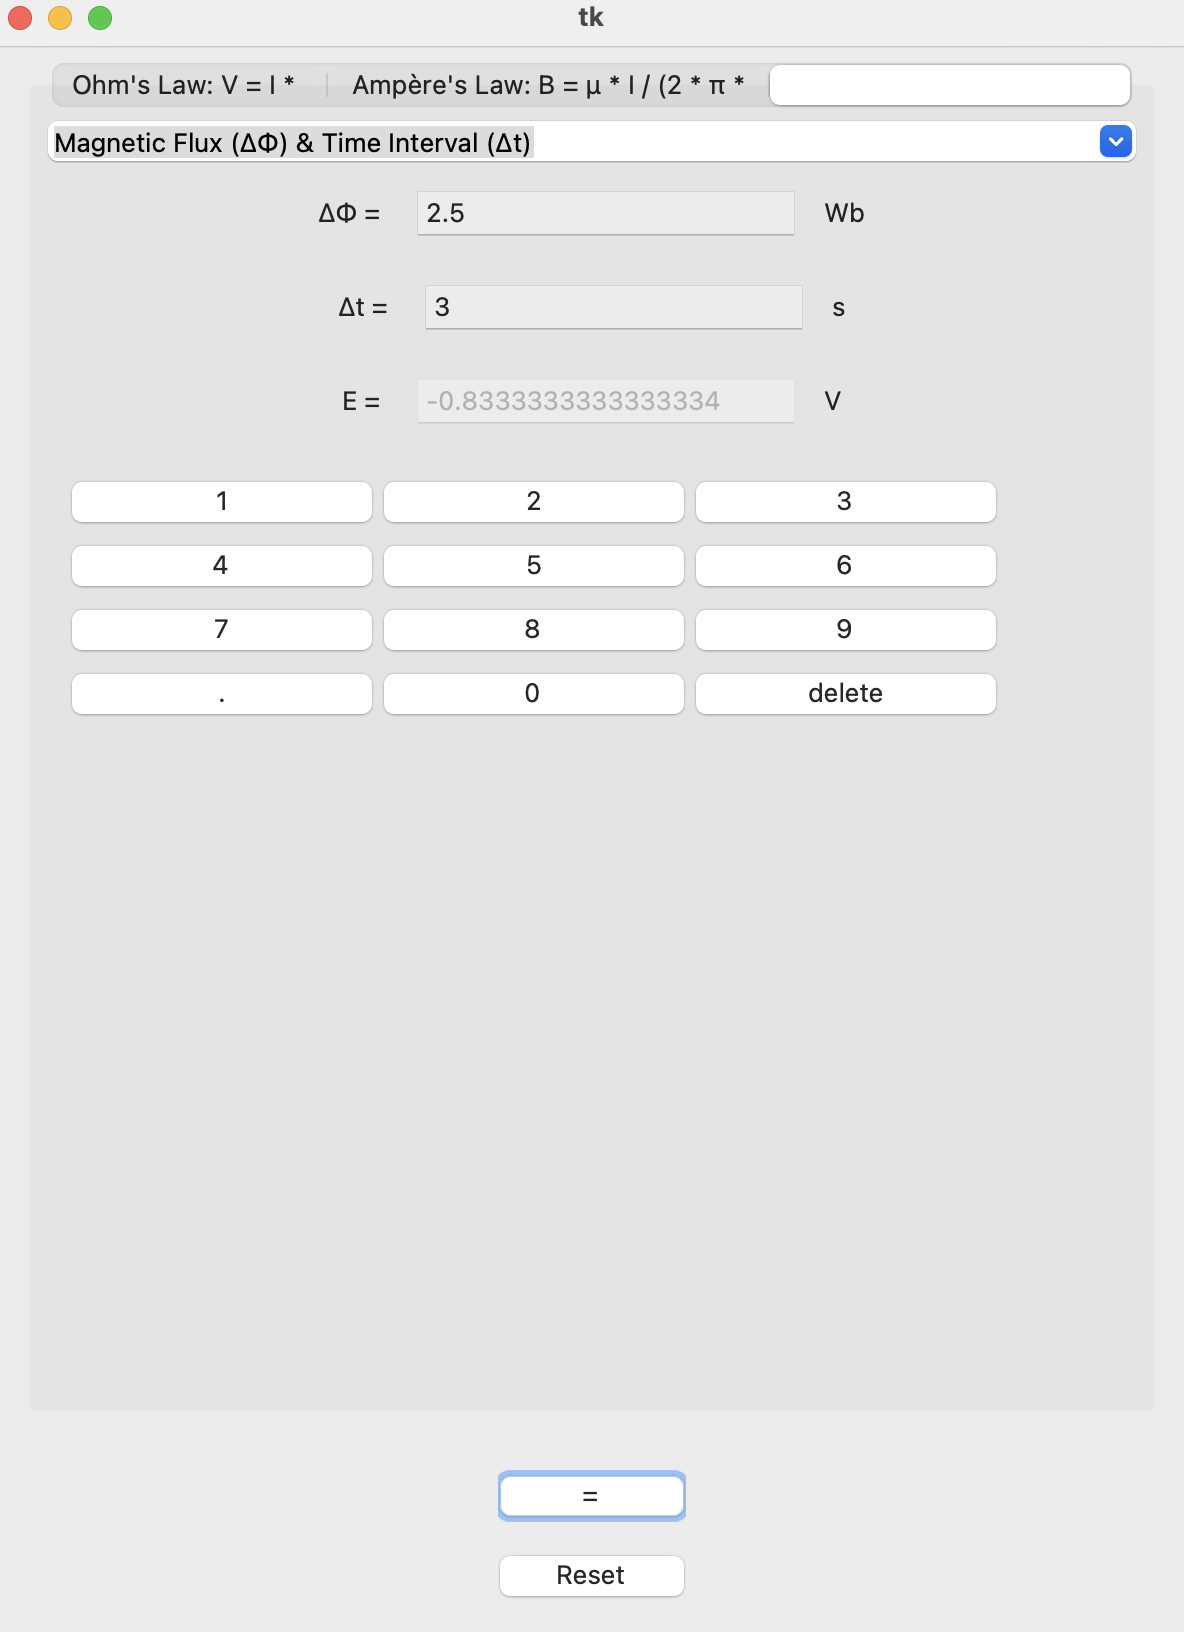 tk
Ohm's Law: V = I * Ampère's Law: B = μ * I / (2 * π *
Magnetic Flux (ΔΦ) & Time Interval (Δt)
ΔΦ = 2.5 Wb
Δt = 3 s
E = -0.8333333333333334 V
1 2 3
4 5 6
7 8 9
. 0 delete
=
Reset